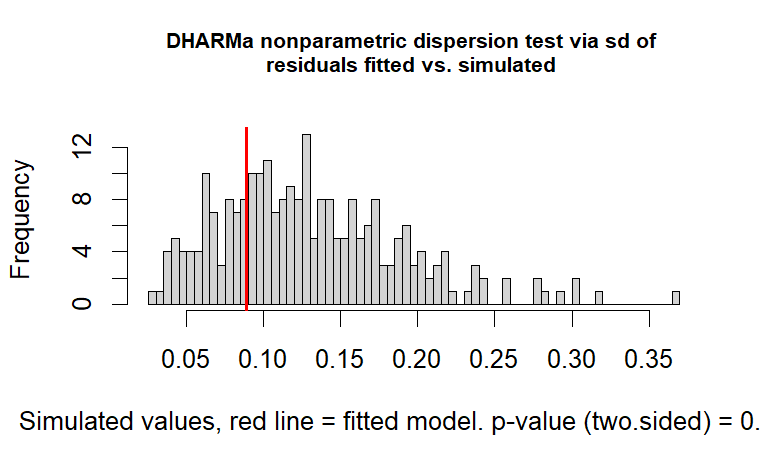 DHARMa nonparametric dispersion test via sd of
residuals fitted vs. simulated
Frequency
12
8
4
0
0.05 0.10 0.15 0.20 0.25 0.30 0.35
Simulated values, red line = fitted model. p-value (two.sided) = 0.